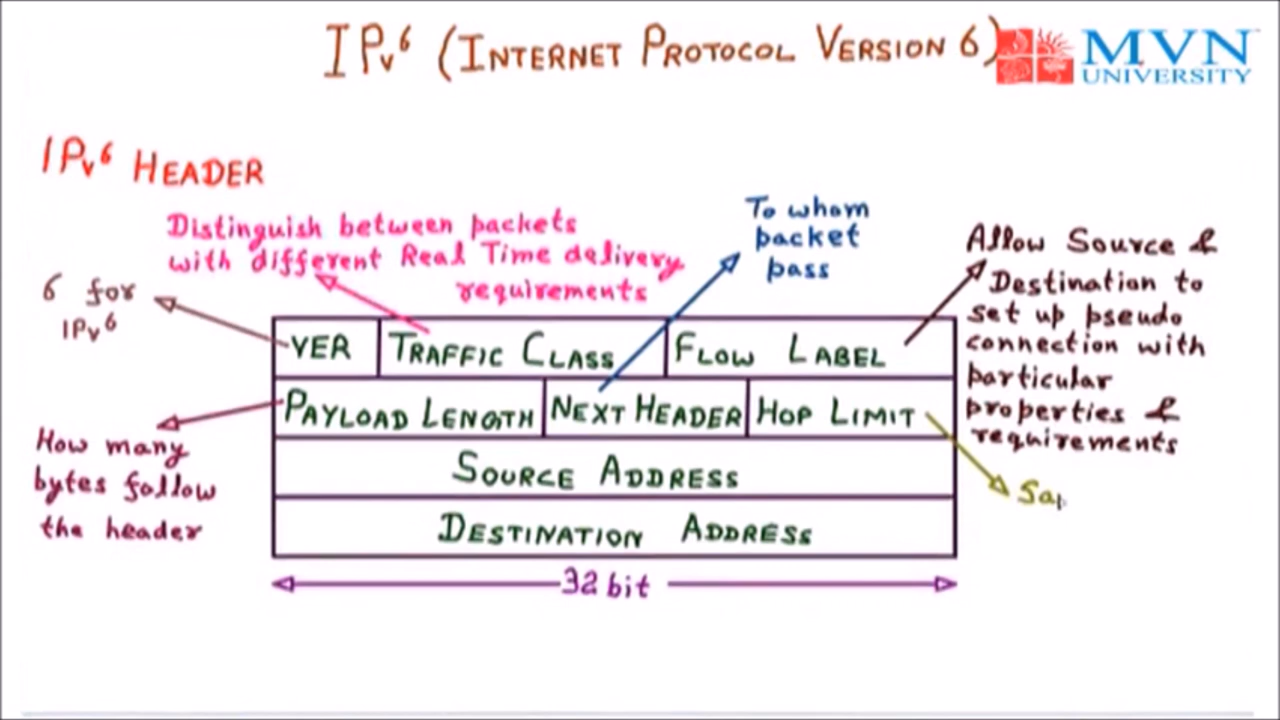 IPv6 (INTERNET PROTOCOL VERSION 6)
MVN
UNIVERSITY
IPv6 HEADER
Distinguish between packets
with different Real Time delivery
requirements
To whom
packet
pass
Allow Source &
Destination to
set up pseudo
connection with
particular
properties &
requirements
6 for
IPv6
VER TRAFFIC CLASS FLOW LABEL
PAYLOAD LENGTH NEXT HEADER HOP LIMIT
How many
bytes follow
the header
SOURCE ADDRESS
DESTINATION ADDRESS
32 bit